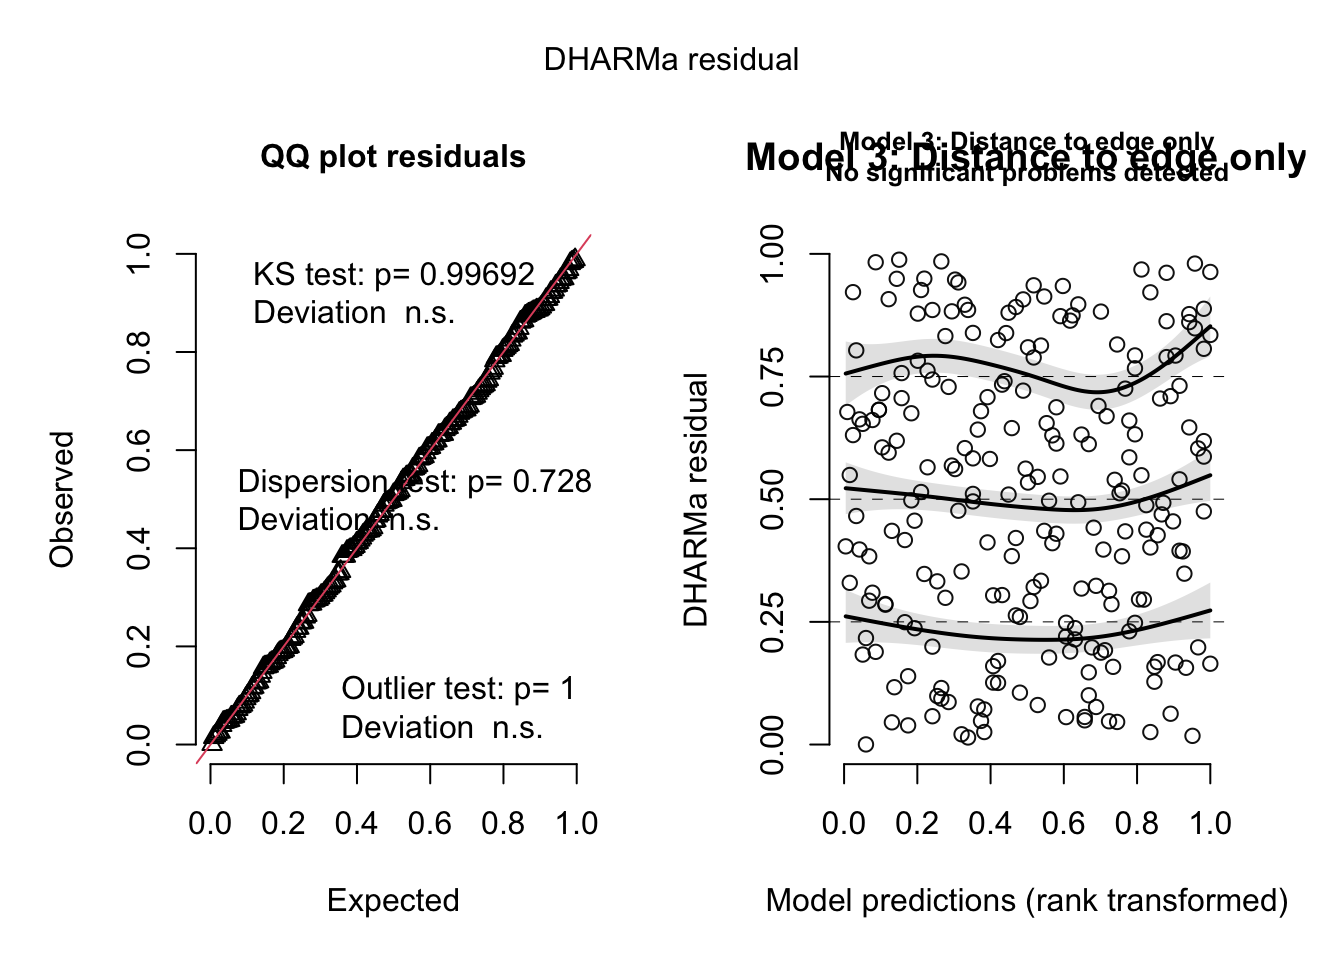 DHARMa residual
QQ plot residuals
Observed
1.0
0.8
0.6
0.4
0.2
0.0
KS test: p= 0.99692
Deviation  n.s.
Dispersion test: p= 0.728
Deviation n.s.
Outlier test: p= 1
Deviation  n.s.
0.0 0.2 0.4 0.6 0.8 1.0
Expected
Model 3: Distance to edge only
Model 3: Distance to edge only
No significant problems detected
DHARMa residual
1.00
0.75
0.50
0.25
0.00
0.0 0.2 0.4 0.6 0.8 1.0
Model predictions (rank transformed)